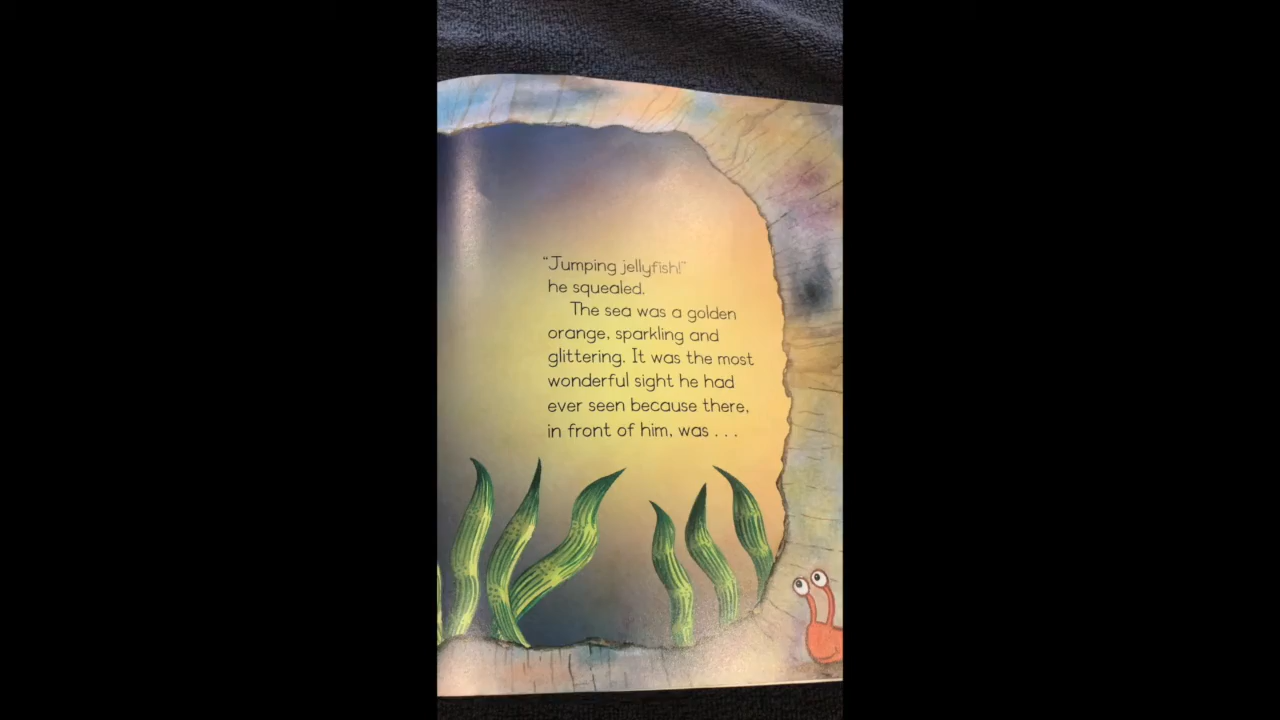 “Jumping jellyfish!”
he squealed.
The sea was a golden
orange, sparkling and
glittering. It was the most
wonderful sight he had
ever seen because there,
in front of him, was . . .